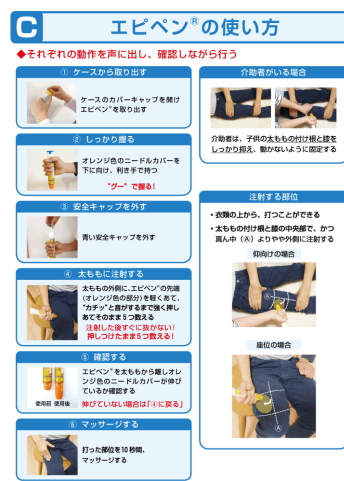 C
エピペン®の使い方
◆それぞれの動作を声に出し、確認しながら行う
① ケースから取り出す
ケースのカバーキャップを開け
エピペン®を取り出す
② しっかり握る
オレンジ色のニードルカバーを
下に向け、利き手で持つ
“グー” で握る!
③ 安全キャップを外す
青い安全キャップを外す
④ 太ももに注射する
太ももの外側に、エピペン®の先端
(オレンジ色の部分)を軽くあて、
“カチッ”と音がするまで強く押し
あてそのまま5つ数える
注射した後すぐに抜かない!
押しつけたまま5つ数える!
⑤ 確認する
エピペン®を太ももから離しオレ
ンジ色のニードルカバーが伸び
ているか確認する
使用前 使用後
伸びていない場合は「④に戻る」
⑥ マッサージする
打った部位を10秒間、
マッサージする
介助者がいる場合
介助者は、子供の太ももの付け根と膝を
しっかり抑え、動かないように固定する
注射する部位
・衣類の上から、打つことができる
・太ももの付け根と膝の中央部で、かつ
真ん中(Ⓐ)よりやや外側に注射する
仰向けの場合
Ⓐ
座位の場合
Ⓐ